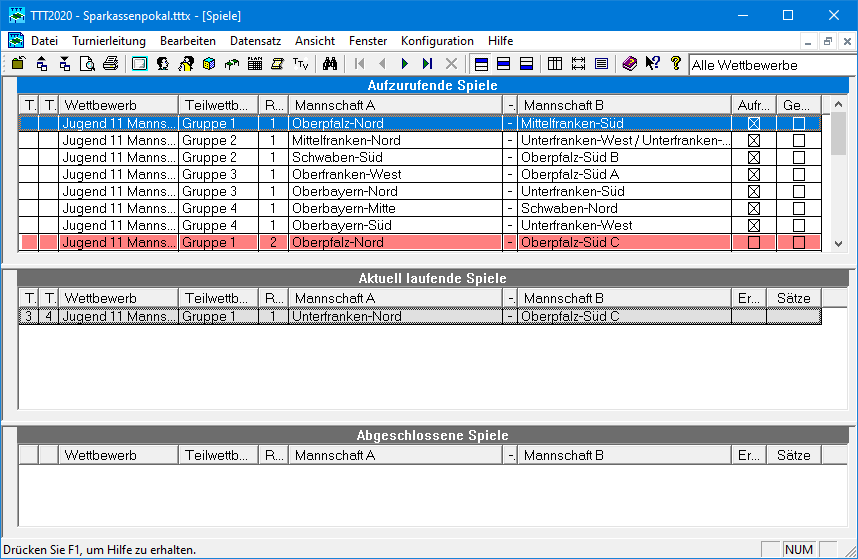 TTT2020 - Sparkassenpokal.tttx - [Spiele]
Datei Turnierleitung Bearbeiten Datensatz Ansicht Fenster Konfiguration Hilfe
TTV Alle Wettbewerbe
Aufzurufende Spiele
T. T. Wettbewerb Teilwettb... R... Mannschaft A -. Mannschaft B Aufr... Ge...
Jugend 11 Manns... Gruppe 1 1 Oberpfalz-Nord - Mittelfranken-Süd
Jugend 11 Manns... Gruppe 2 1 Mittelfranken-Nord - Unterfranken-West / Unterfranken-...
Jugend 11 Manns... Gruppe 2 1 Schwaben-Süd - Oberpfalz-Süd B
Jugend 11 Manns... Gruppe 3 1 Oberfranken-West - Oberpfalz-Süd A
Jugend 11 Manns... Gruppe 3 1 Oberbayern-Nord - Unterfranken-Süd
Jugend 11 Manns... Gruppe 4 1 Oberbayern-Mitte - Schwaben-Nord
Jugend 11 Manns... Gruppe 4 1 Oberbayern-Süd - Unterfranken-West
Jugend 11 Manns... Gruppe 1 2 Oberpfalz-Nord - Oberpfalz-Süd C
Aktuell laufende Spiele
T. T. Wettbewerb Teilwettb... R... Mannschaft A -. Mannschaft B Er... Sätze
3 4 Jugend 11 Manns... Gruppe 1 1 Unterfranken-Nord - Oberpfalz-Süd C
Abgeschlossene Spiele
Wettbewerb Teilwettb... R... Mannschaft A -. Mannschaft B Er... Sätze
Drücken Sie F1, um Hilfe zu erhalten. NUM